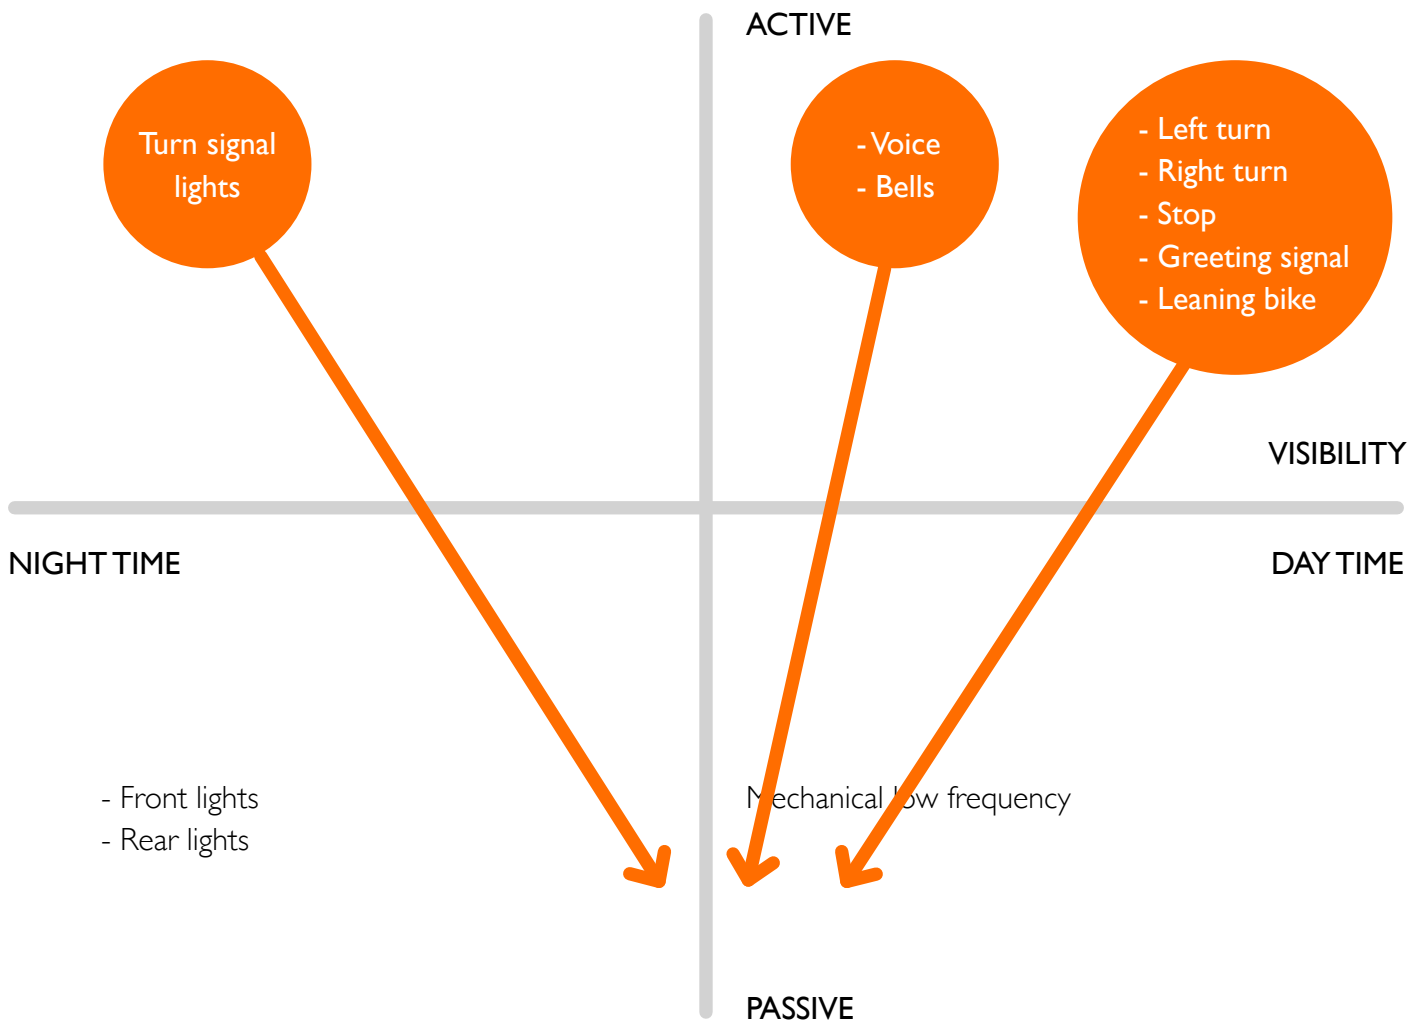 ACTIVE
Turn signal
lights
- Voice
- Bells
- Left turn
- Right turn
- Stop
- Greeting signal
- Leaning bike
VISIBILITY
NIGHT TIME
DAY TIME
- Front lights
- Rear lights
Mechanical low frequency
PASSIVE